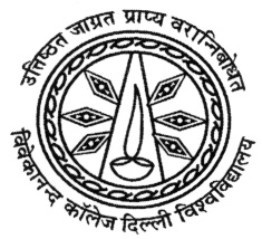 उत्तिष्ठत जाग्रत प्राप्य वरान्निबोधत
विवेकानन्द कॉलेज दिल्ली विश्वविद्यालय